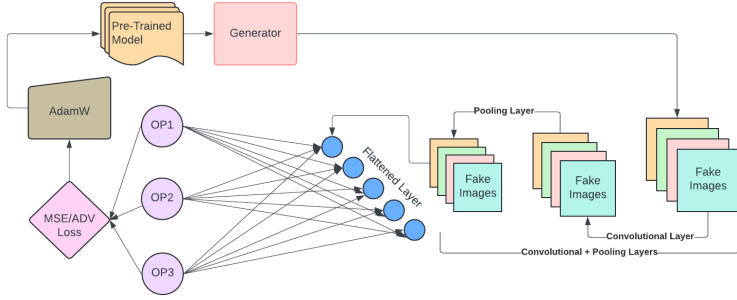 Pre-Trained
Model
Generator
AdamW
OP1
Pooling Layer
Flattened Layer
Fake
Images
Fake
Images
Fake
Images
OP2
MSE/ADV
Loss
Convolutional Layer
Convolutional + Pooling Layers
OP3